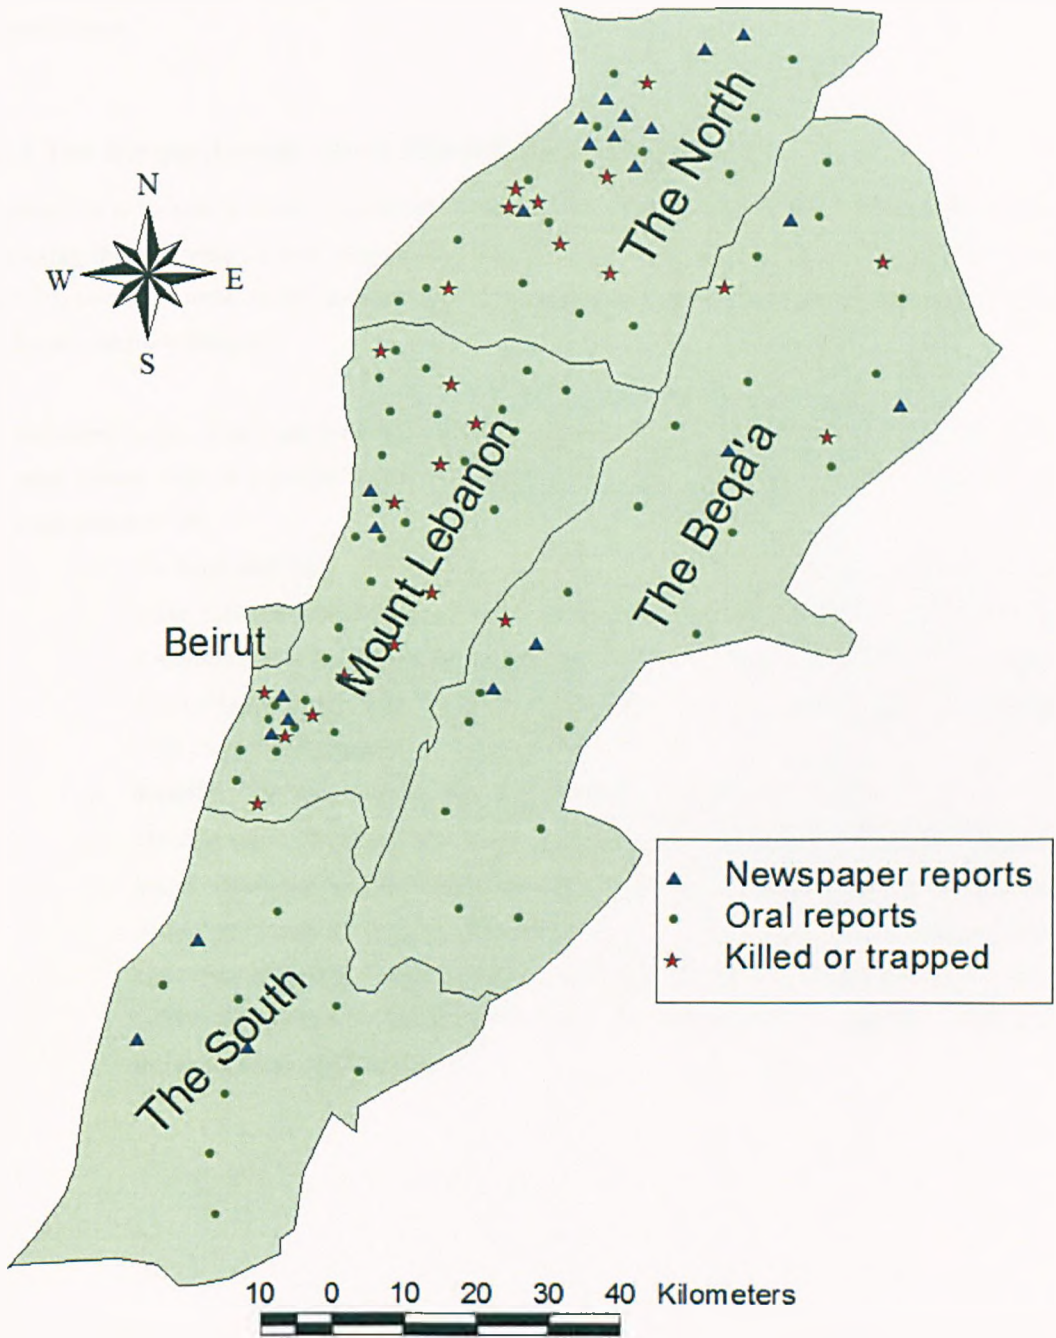 N
W E
S
The North
The Beqa'a
Mount Lebanon
Beirut
The South
Newspaper reports
Oral reports
Killed or trapped
10 0 10 20 30 40 Kilometers